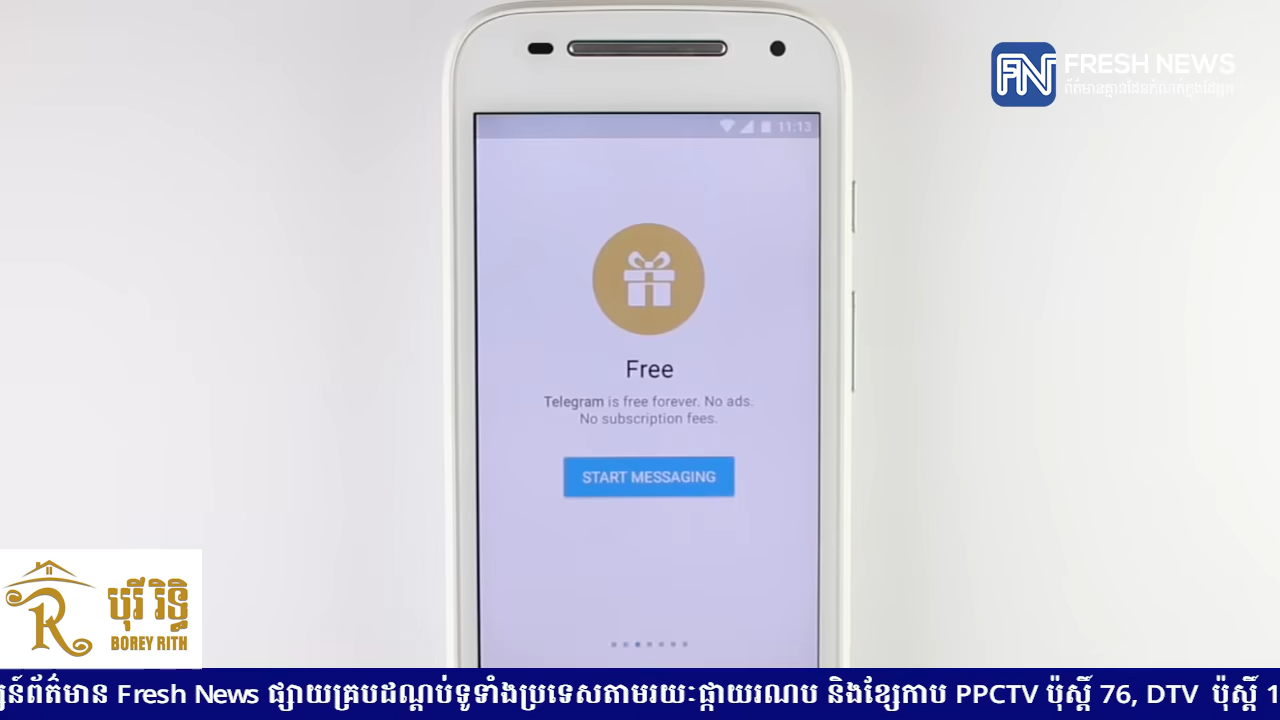 FRESH NEWS
11:13
Free
Telegram is free forever. No ads.
No subscription fees.
START MESSAGING
បុរី រិទ្ធិ
BOREY RITH
ព័ត៌មាន Fresh News ផ្សាយគ្របដណ្តប់ទូទាំងប្រទេសតាមរយៈផ្កាយរណប និងខ្សែកាប PPCTV ប៉ុស្តិ៍ 76, DTV ប៉ុស្តិ៍ 1